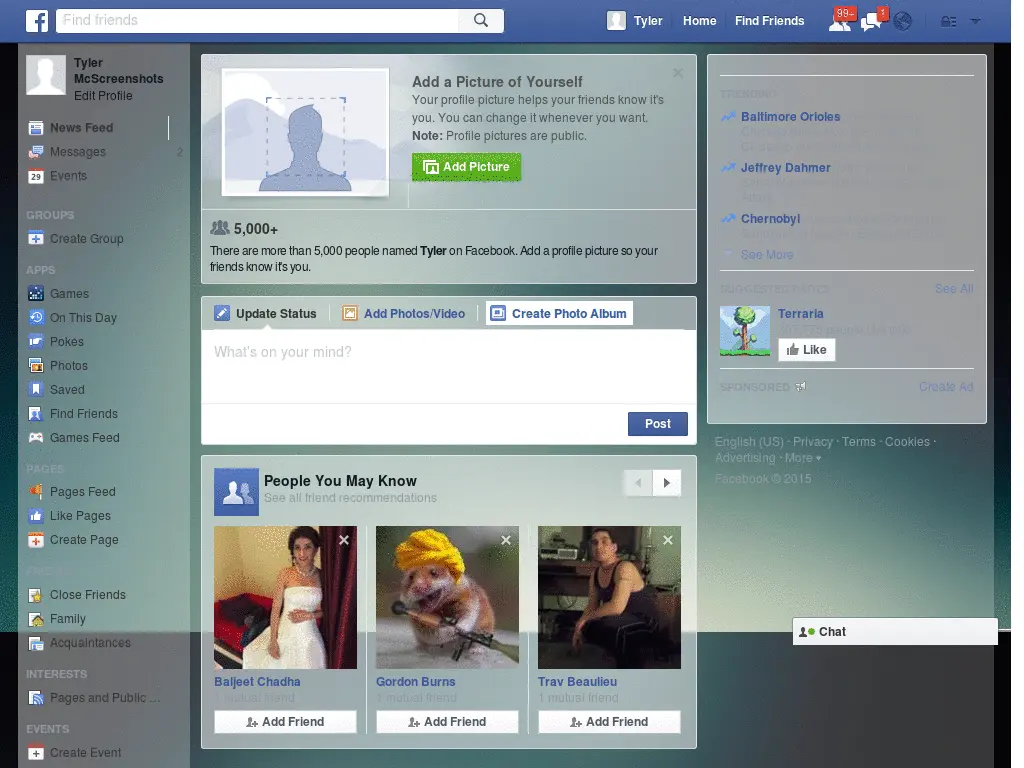 Find friends
Tyler
Home
Find Friends
99+
1
Tyler
McScreenshots
Edit Profile
News Feed
Messages 2
29 Events
GROUPS
Create Group
APPS
Games
On This Day
Pokes
Photos
Saved
Find Friends
Games Feed
PAGES
Pages Feed
Like Pages
Create Page
Close Friends
Family
Acquaintances
INTERESTS
Pages and Public ...
EVENTS
Create Event
Add a Picture of Yourself
Your profile picture helps your friends know it's
you. You can change it whenever you want.
Note: Profile pictures are public.
Add Picture
5,000+
There are more than 5,000 people named Tyler on Facebook. Add a profile picture so your
friends know it's you.
Update Status
Add Photos/Video
Create Photo Album
What's on your mind?
Post
People You May Know
See all friend recommendations
Baljeet Chadha
1 mutual friend
Add Friend
Gordon Burns
1 mutual friend
Add Friend
Trav Beaulieu
1 mutual friend
Add Friend
TRENDING
Baltimore Orioles
Jeffrey Dahmer
Chernobyl
See More
SUGGESTED PAGES See All
Terraria
people like this
Like
SPONSORED Create Ad
English (US) · Privacy · Terms · Cookies ·
Advertising · More ▾
Facebook © 2015
Chat